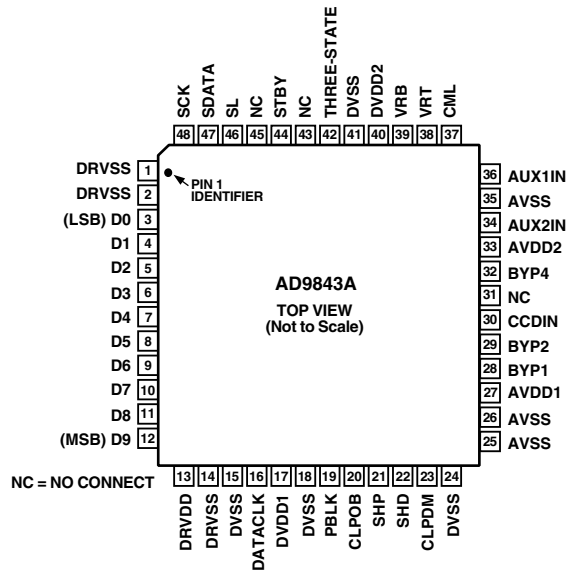 SCK
SDATA
SL
NC
STBY
NC
THREE-STATE
DVSS
DVDD2
VRB
VRT
CML
48 47 46 45 44 43 42 41 40 39 38 37
DRVSS 1
DRVSS 2
(LSB) D0 3
D1 4
D2 5
D3 6
D4 7
D5 8
D6 9
D7 10
D8 11
(MSB) D9 12
PIN 1
IDENTIFIER
AD9843A
TOP VIEW
(Not to Scale)
36 AUX1IN
35 AVSS
34 AUX2IN
33 AVDD2
32 BYP4
31 NC
30 CCDIN
29 BYP2
28 BYP1
27 AVDD1
26 AVSS
25 AVSS
NC = NO CONNECT
13 14 15 16 17 18 19 20 21 22 23 24
DRVDD
DRVSS
DVSS
DATACLK
DVDD1
DVSS
PBLK
CLPOB
SHP
SHD
CLPDM
DVSS